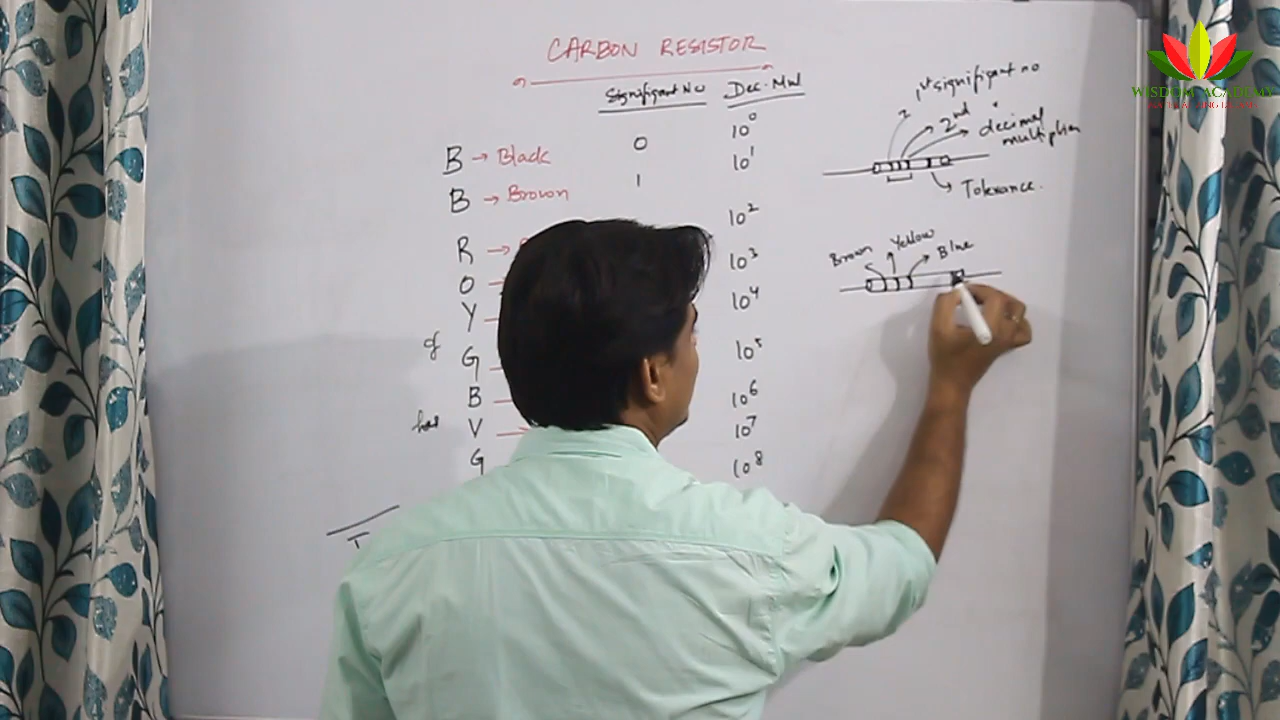 CARBON RESISTOR
Significant No Dec. Mul
B → Black 0 10⁰
B → Brown 1 10¹
R → 10² 
O 10³
Y 10⁴
of G 10⁵
B 10⁶
has V → 10⁷
G 10⁸
T
1st significant no
2nd
decimal
multiplier
Tolerance.
Brown Yellow Blue
WISDOM ACADEMY